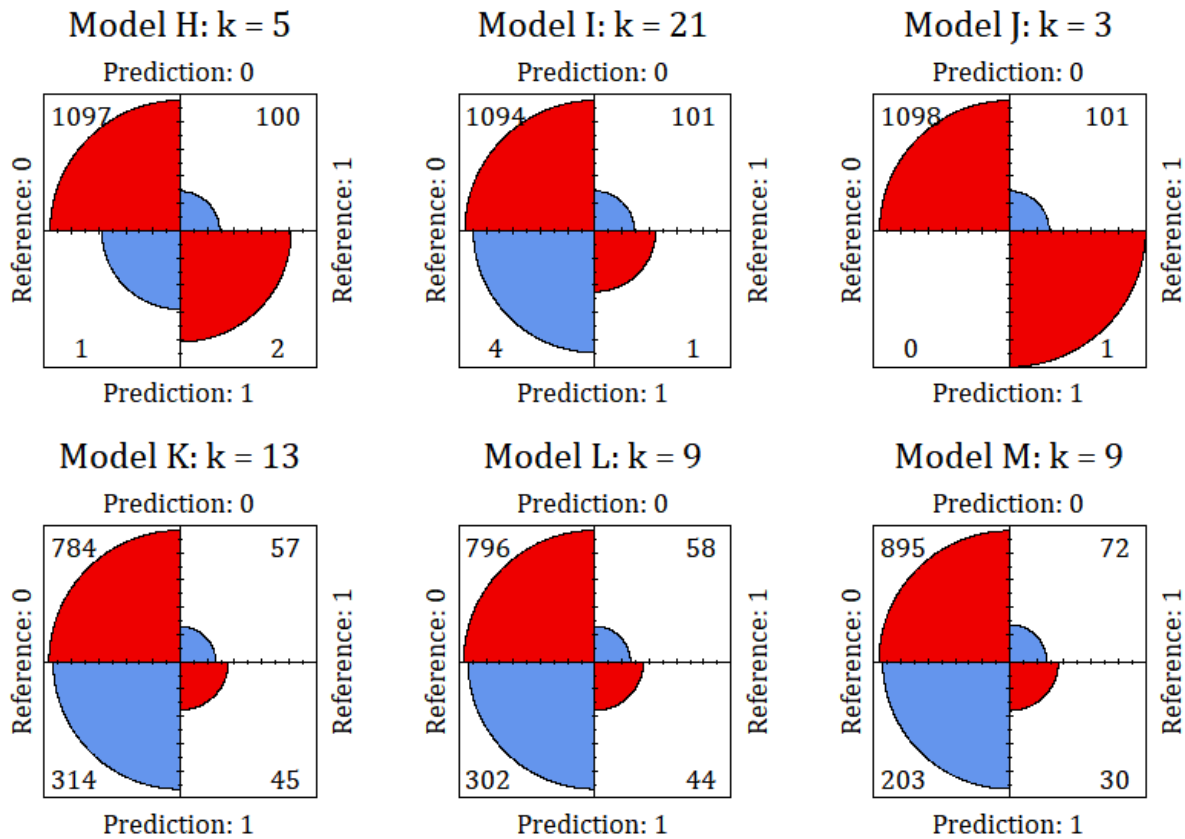 Model H: k = 5
Prediction: 0
1097
100
Reference: 0
Reference: 1
1
2
Prediction: 1
Model I: k = 21
Prediction: 0
1094
101
Reference: 0
Reference: 1
4
1
Prediction: 1
Model J: k = 3
Prediction: 0
1098
101
Reference: 0
Reference: 1
0
1
Prediction: 1
Model K: k = 13
Prediction: 0
784
57
Reference: 0
Reference: 1
314
45
Prediction: 1
Model L: k = 9
Prediction: 0
796
58
Reference: 0
Reference: 1
302
44
Prediction: 1
Model M: k = 9
Prediction: 0
895
72
Reference: 0
Reference: 1
203
30
Prediction: 1